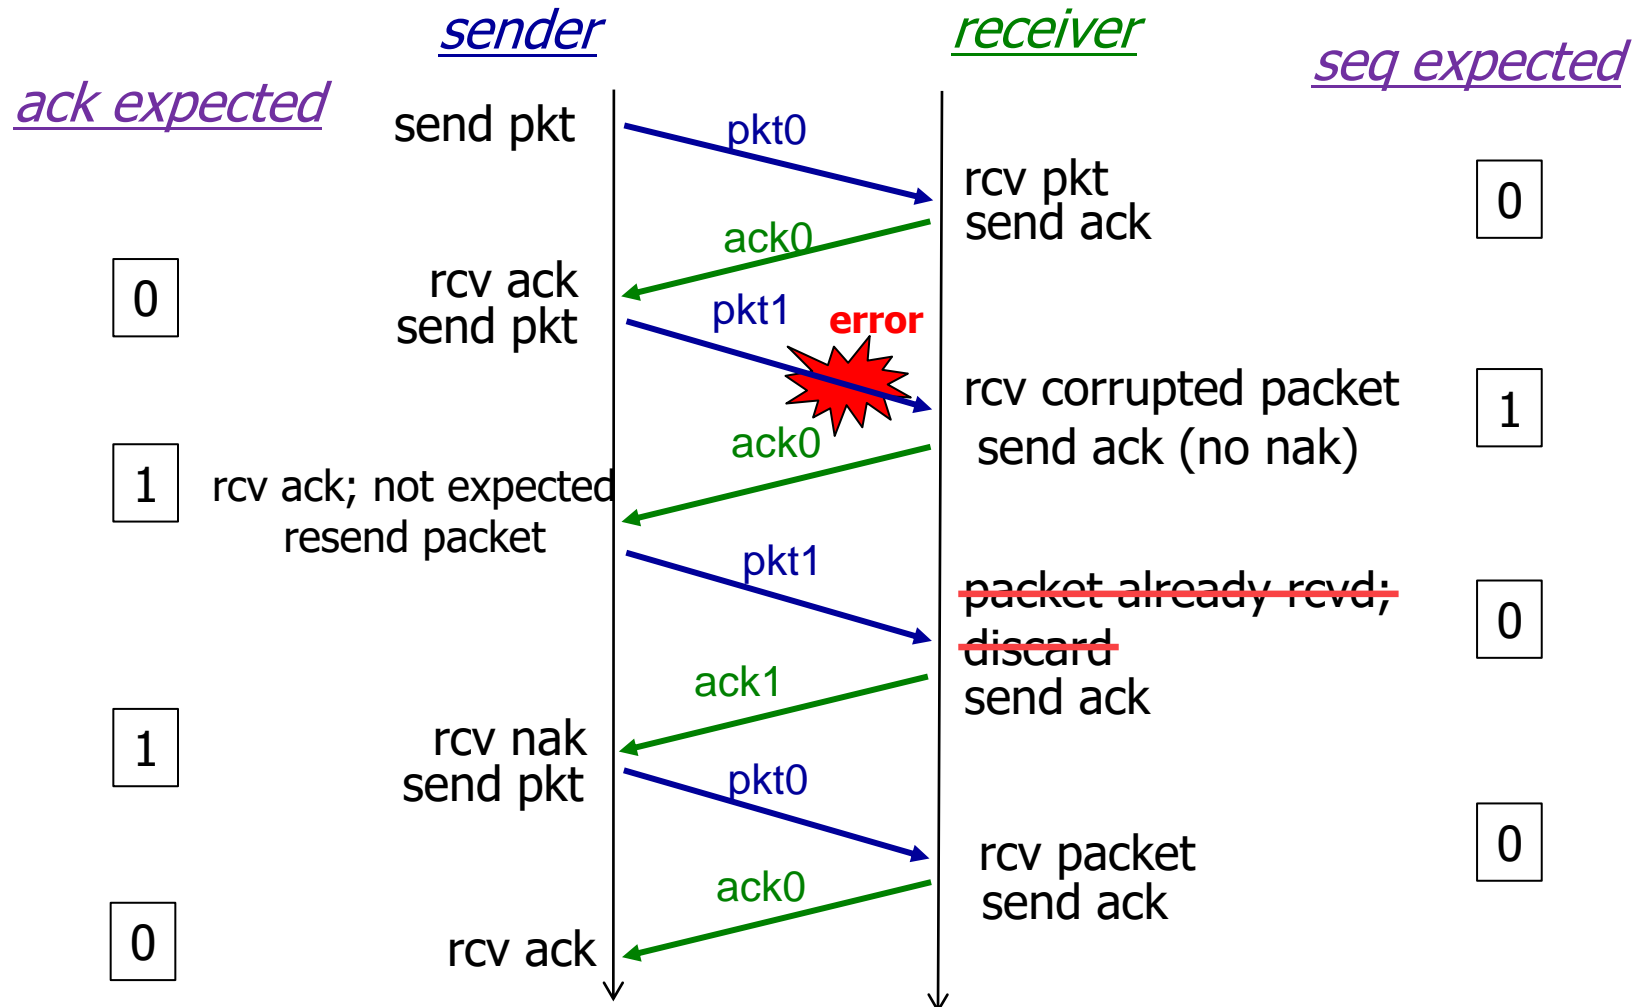 sender
receiver
seq expected
ack expected
send pkt
pkt0
rcv pkt
send ack
0
ack0
0
rcv ack
send pkt
pkt1
error
rcv corrupted packet
send ack (no nak)
1
ack0
1
rcv ack; not expected
resend packet
pkt1
packet already rcvd;
discard
send ack
0
ack1
1
rcv nak
send pkt
pkt0
rcv packet
send ack
0
ack0
0
rcv ack